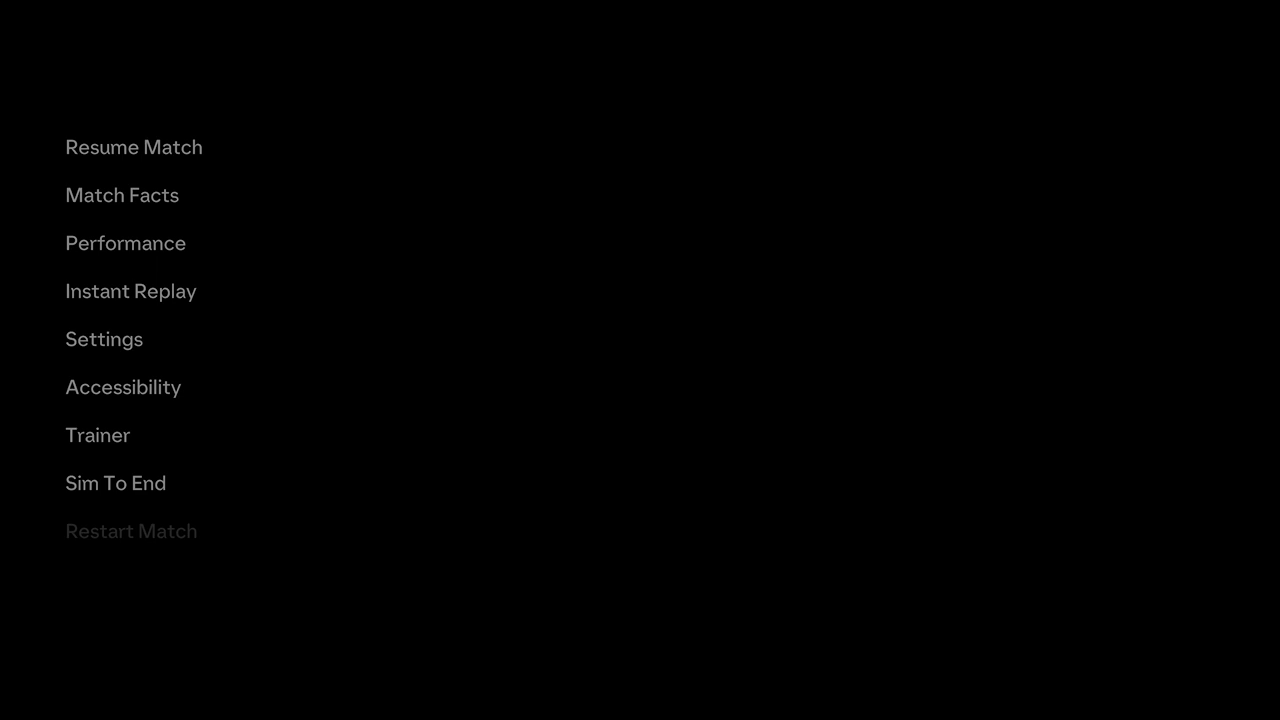 Resume Match
Match Facts
Performance
Instant Replay
Settings
Accessibility
Trainer
Sim To End
Restart Match